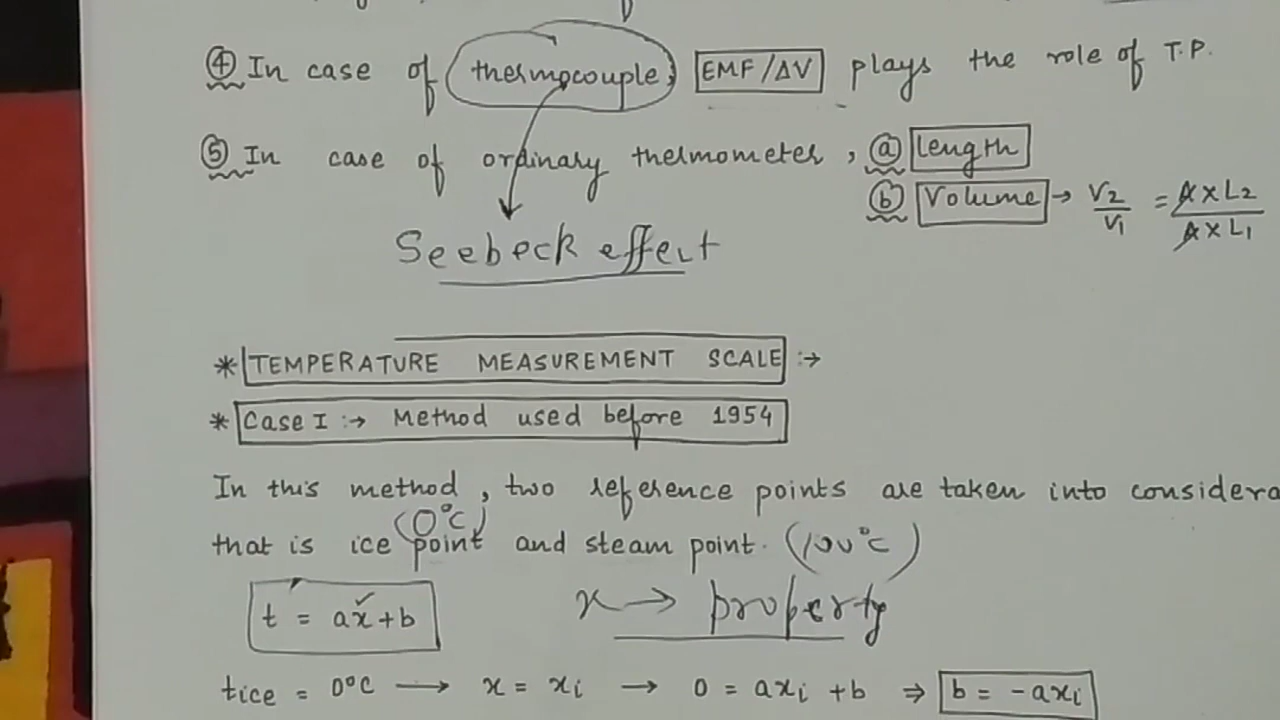 ④ In case of thermocouple, EMF/ΔV plays the role of T.P.
⑤ In case of ordinary thermometer, ⓐ length
ⓑ Volume → V₂/V₁ = A×L₂/A×L₁
Seebeck effect
* TEMPERATURE MEASUREMENT SCALE :→
* Case I :→ Method used before 1954
In this method, two reference points are taken into considera
(0°C)
that is ice point and steam point. (100°C)
t = ax+b x → property
tice = 0°C → x = xi → 0 = axi + b ⇒ b = -axi